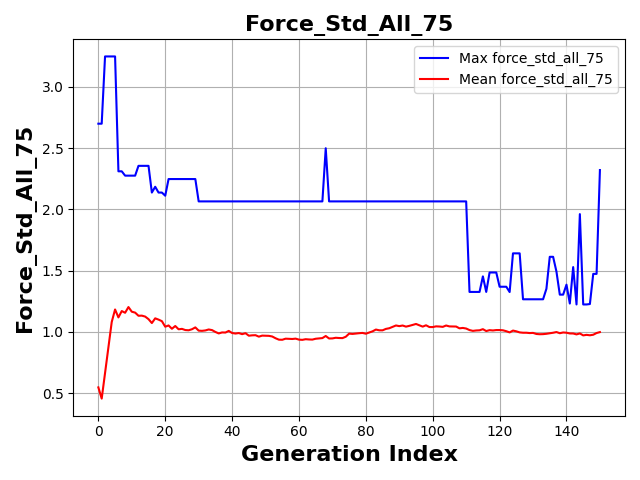 Force_Std_All_75
Max force_std_all_75
Mean force_std_all_75
Force_Std_All_75
3.0
2.5
2.0
1.5
1.0
0.5
0 20 40 60 80 100 120 140
Generation Index